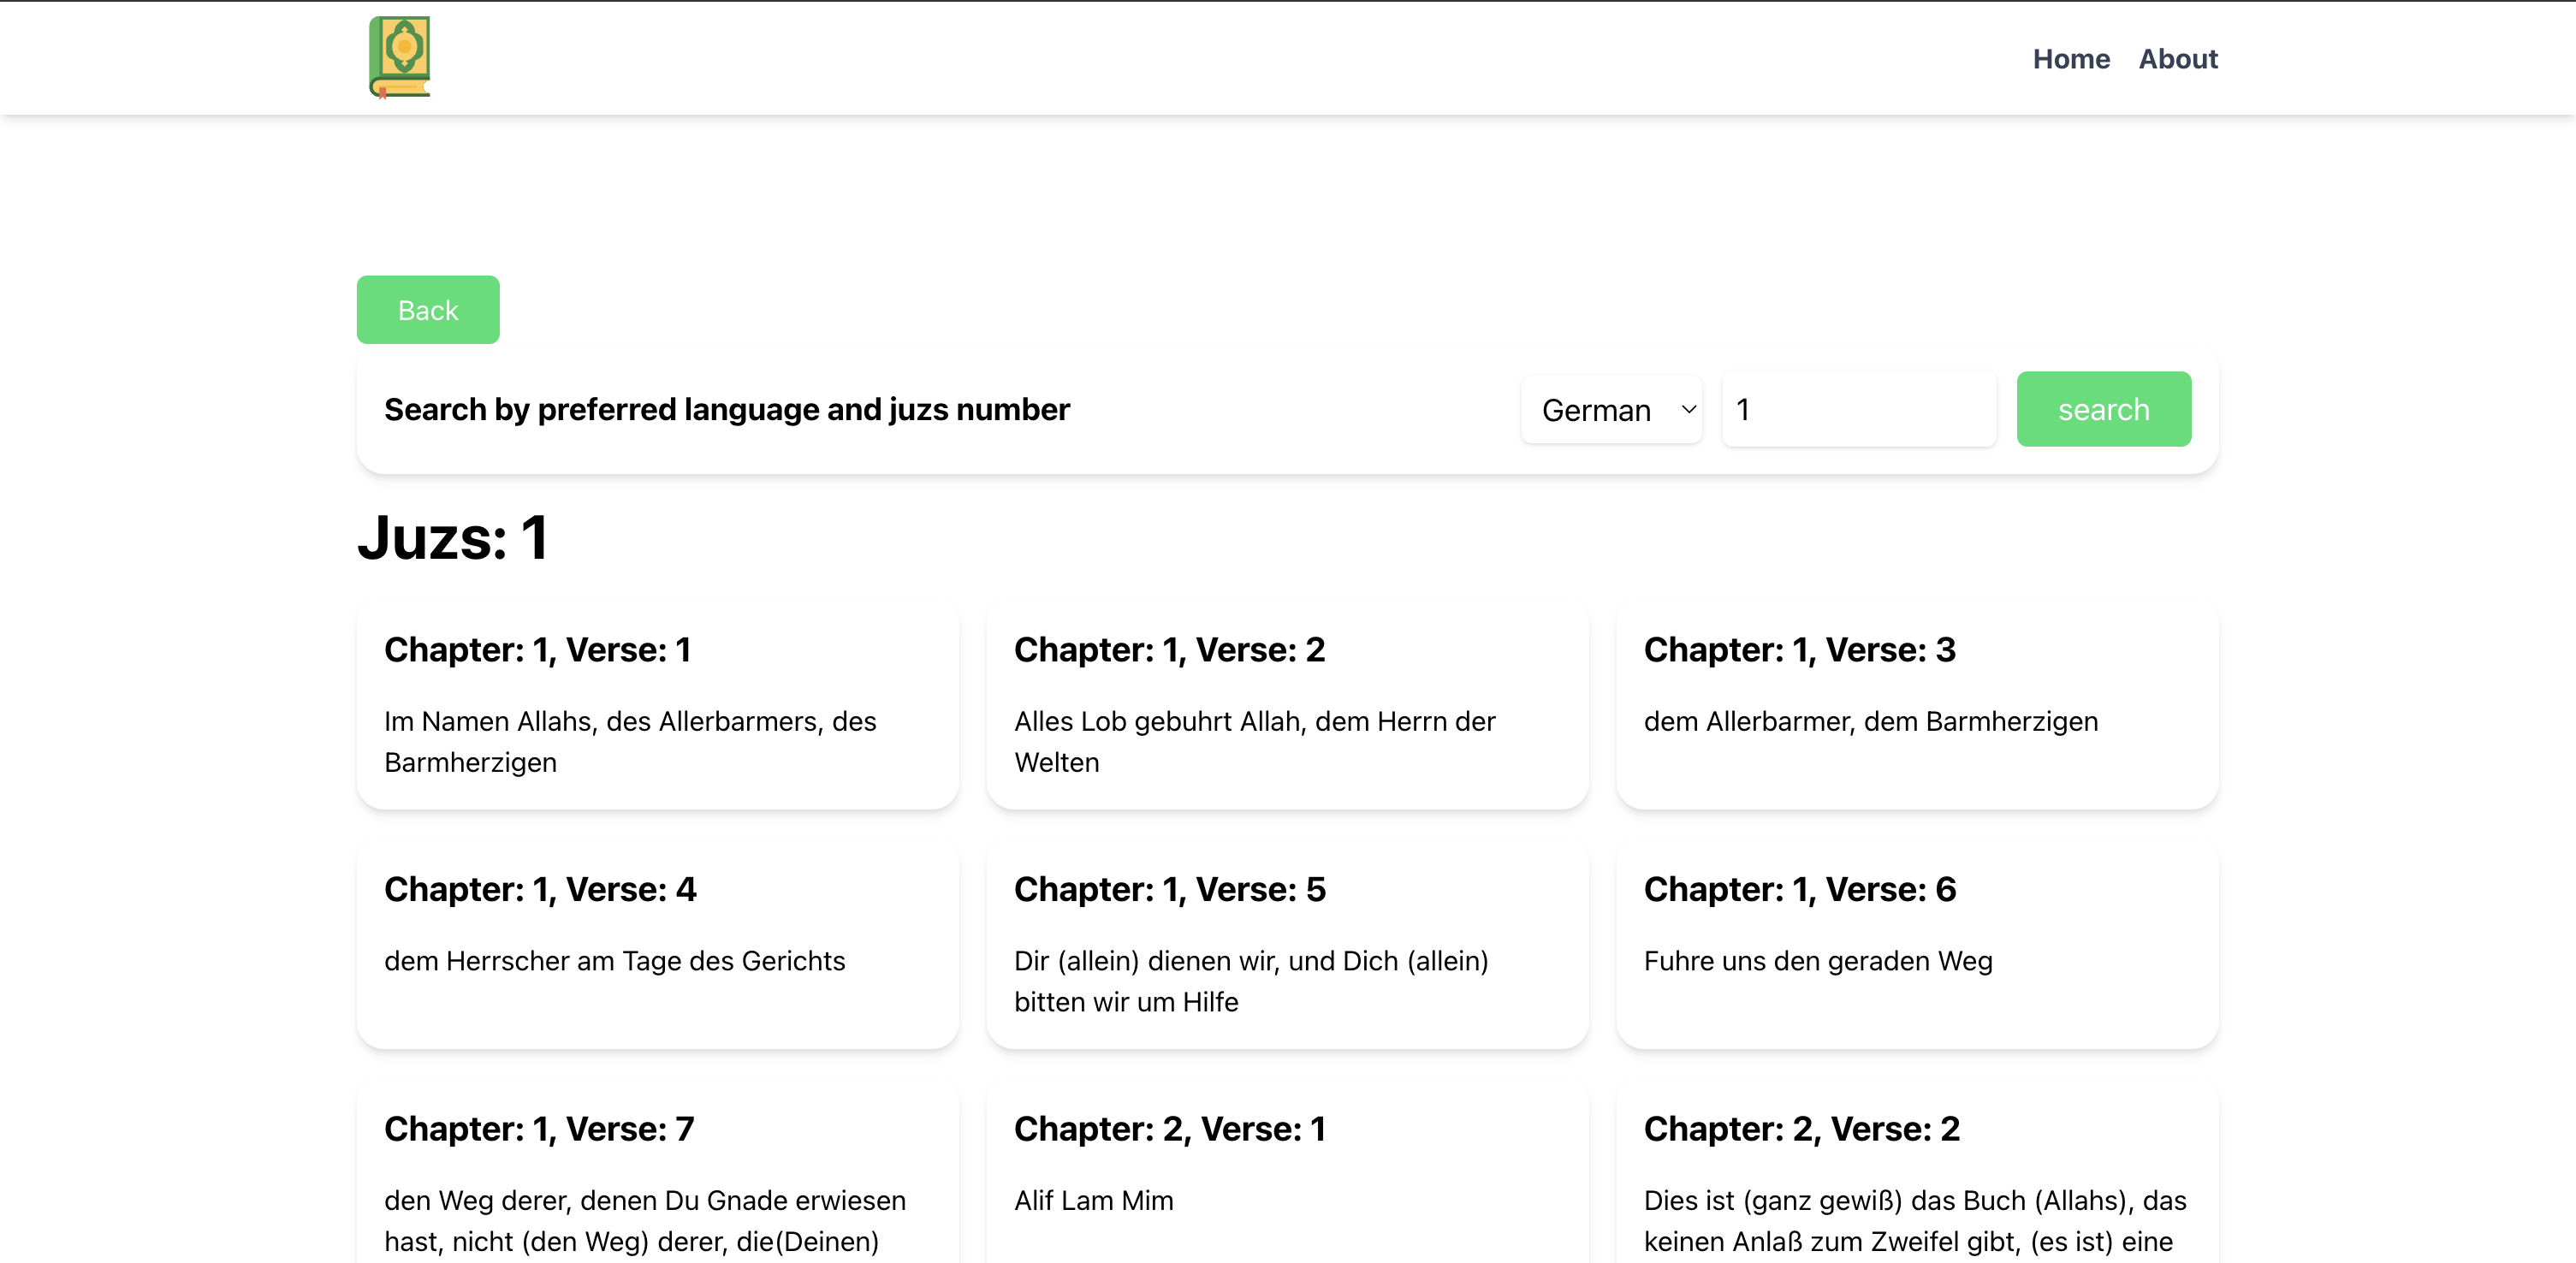 Home About
Back
Search by preferred language and juzs number
German
1
search
Juzs: 1
Chapter: 1, Verse: 1
Im Namen Allahs, des Allerbarmers, des
Barmherzigen
Chapter: 1, Verse: 2
Alles Lob gebuhrt Allah, dem Herrn der
Welten
Chapter: 1, Verse: 3
dem Allerbarmer, dem Barmherzigen
Chapter: 1, Verse: 4
dem Herrscher am Tage des Gerichts
Chapter: 1, Verse: 5
Dir (allein) dienen wir, und Dich (allein)
bitten wir um Hilfe
Chapter: 1, Verse: 6
Fuhre uns den geraden Weg
Chapter: 1, Verse: 7
den Weg derer, denen Du Gnade erwiesen
hast, nicht (den Weg) derer, die(Deinen)
Chapter: 2, Verse: 1
Alif Lam Mim
Chapter: 2, Verse: 2
Dies ist (ganz gewiß) das Buch (Allahs), das
keinen Anlaß zum Zweifel gibt, (es ist) eine